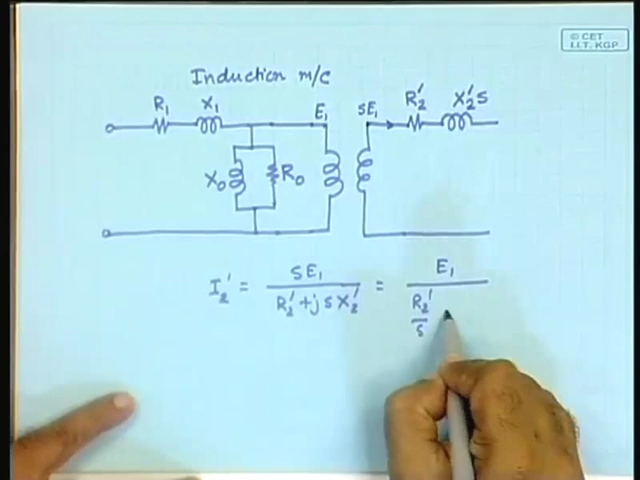 © CET
I.I.T. KGP
Induction m/c
R₁ X₁ E₁ SE₁ R₂' X₂'S
X₀ R₀
I₂' = SE₁ / R₂' + j S X₂' = E₁ / R₂'/S